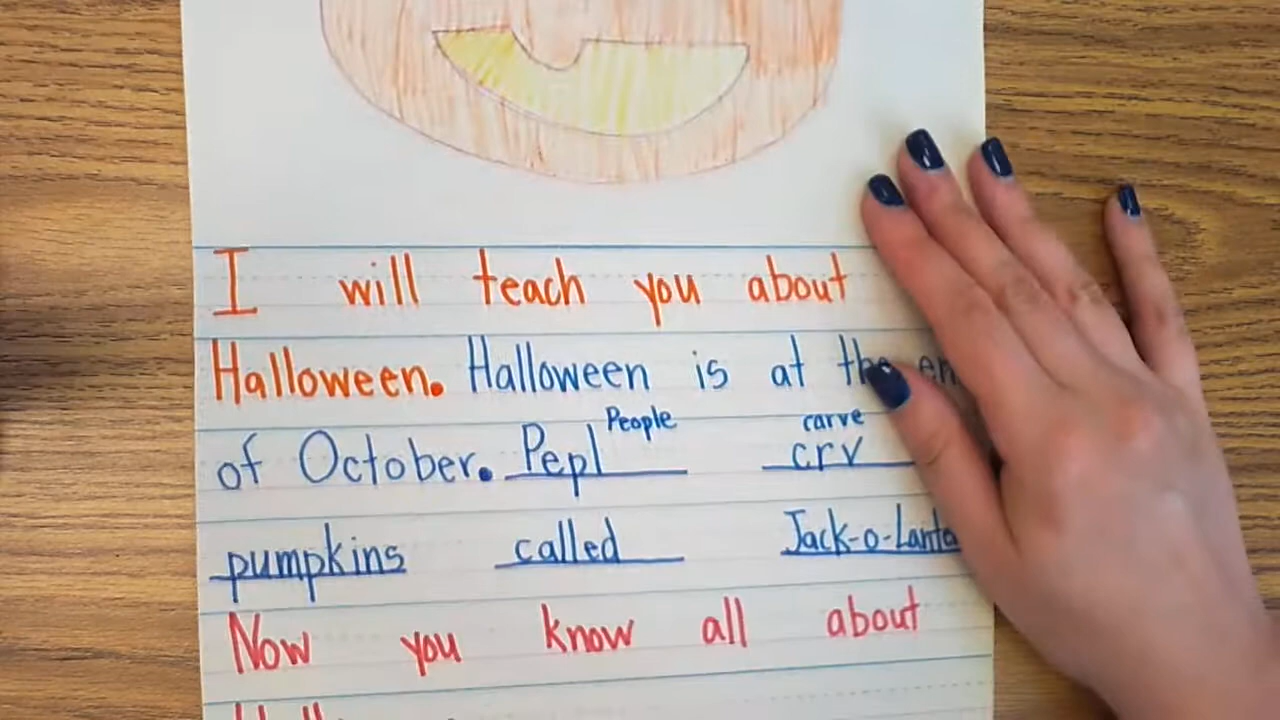 I will teach you about
Halloween. Halloween is at the
People carve
of October. Pepl crv
pumpkins called
Now you know all about